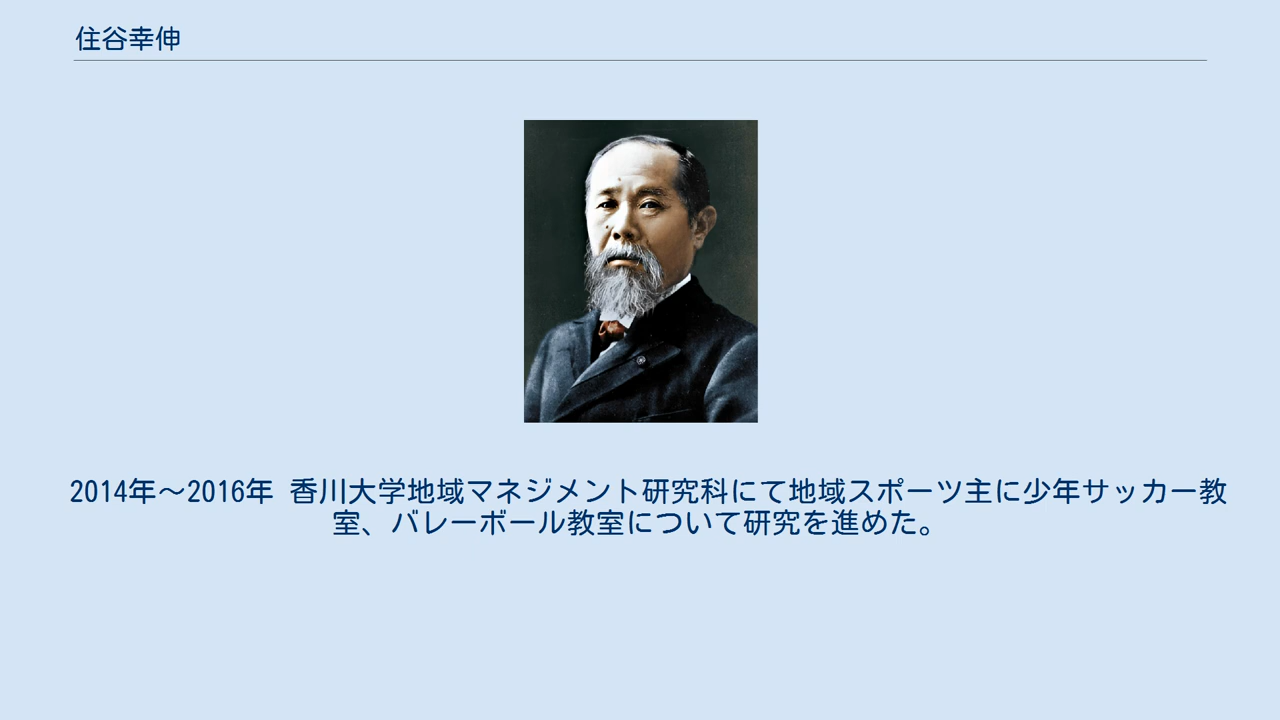 住谷幸伸
2014年～2016年 香川大学地域マネジメント研究科にて地域スポーツ主に少年サッカー教
室、バレーボール教室について研究を進めた。